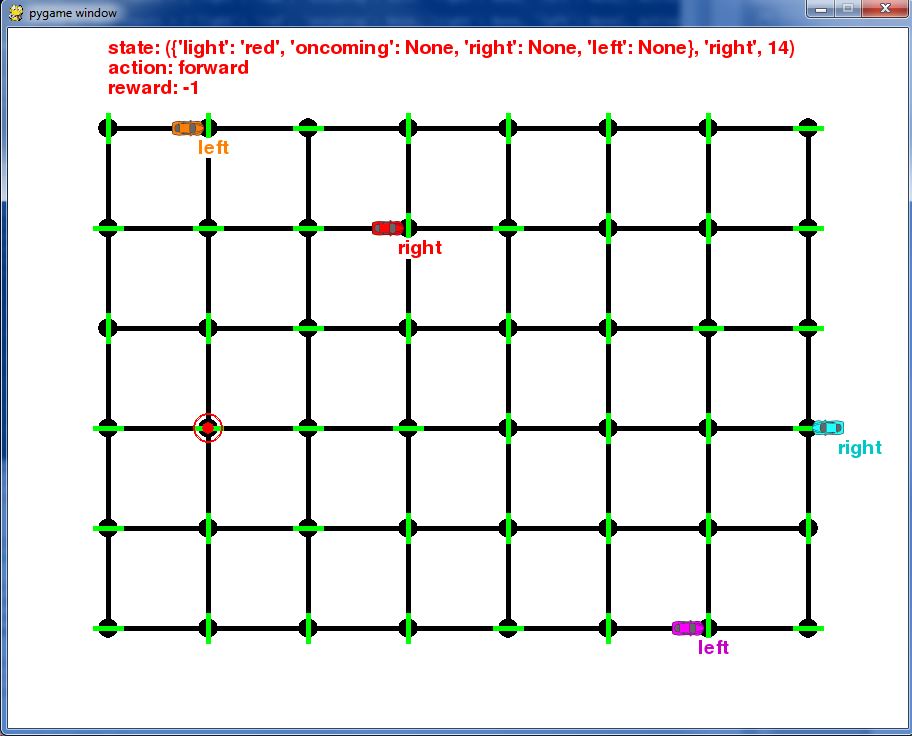 pygame window
state: ({'light': 'red', 'oncoming': None, 'right': None, 'left': None}, 'right', 14)
action: forward
reward: -1
left
right
right
left